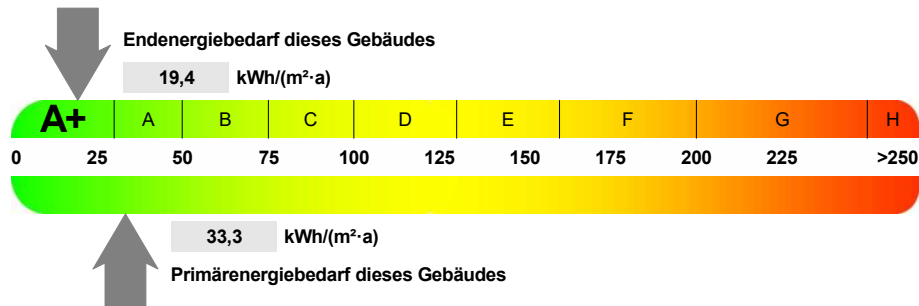 Endenergiebedarf dieses Gebäudes
19,4 kWh/(m²·a)
A+ A B C D E F G H
0 25 50 75 100 125 150 175 200 225 >250
33,3 kWh/(m²·a)
Primärenergiebedarf dieses Gebäudes